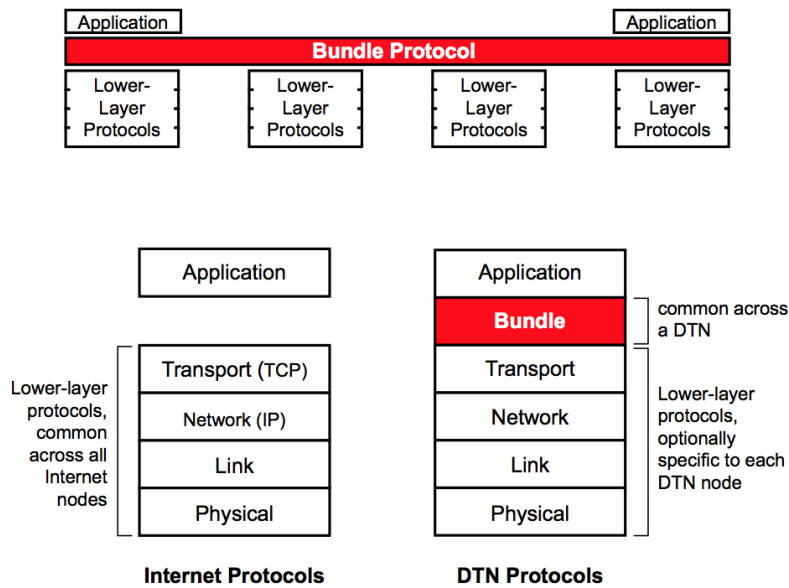 Application
Application
Bundle Protocol
Lower-
Layer
Protocols
Lower-
Layer
Protocols
Lower-
Layer
Protocols
Lower-
Layer
Protocols
Application
Transport (TCP)
Network (IP)
Link
Physical
Lower-layer
protocols,
common
across all
Internet
nodes
Internet Protocols
Application
Bundle
Transport
Network
Link
Physical
common across
a DTN
Lower-layer
protocols,
optionally
specific to each
DTN node
DTN Protocols